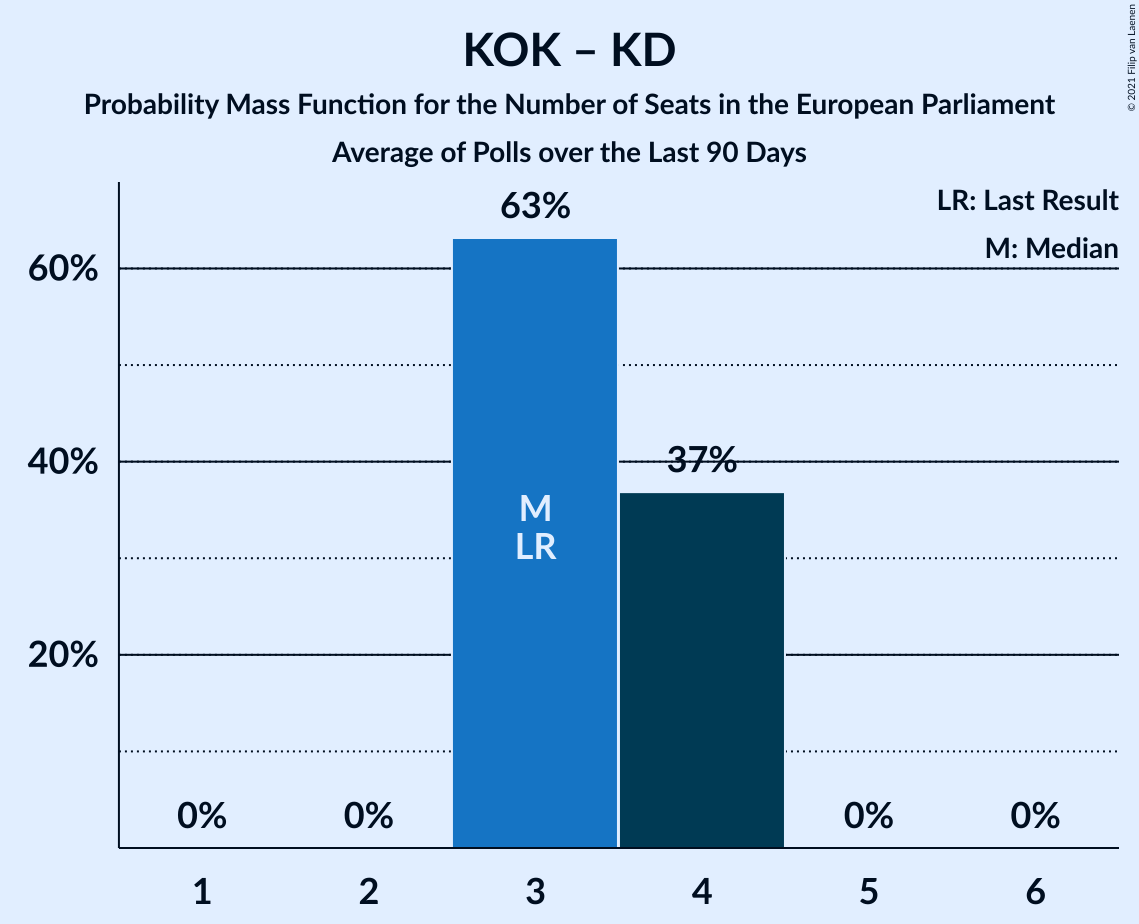 KOK – KD
Probability Mass Function for the Number of Seats in the European Parliament
Average of Polls over the Last 90 Days
© 2021 Filip van Laenen
LR: Last Result
M: Median
63%
60%
40%
37%
M
LR
20%
0% 0% 0% 0%
1 2 3 4 5 6